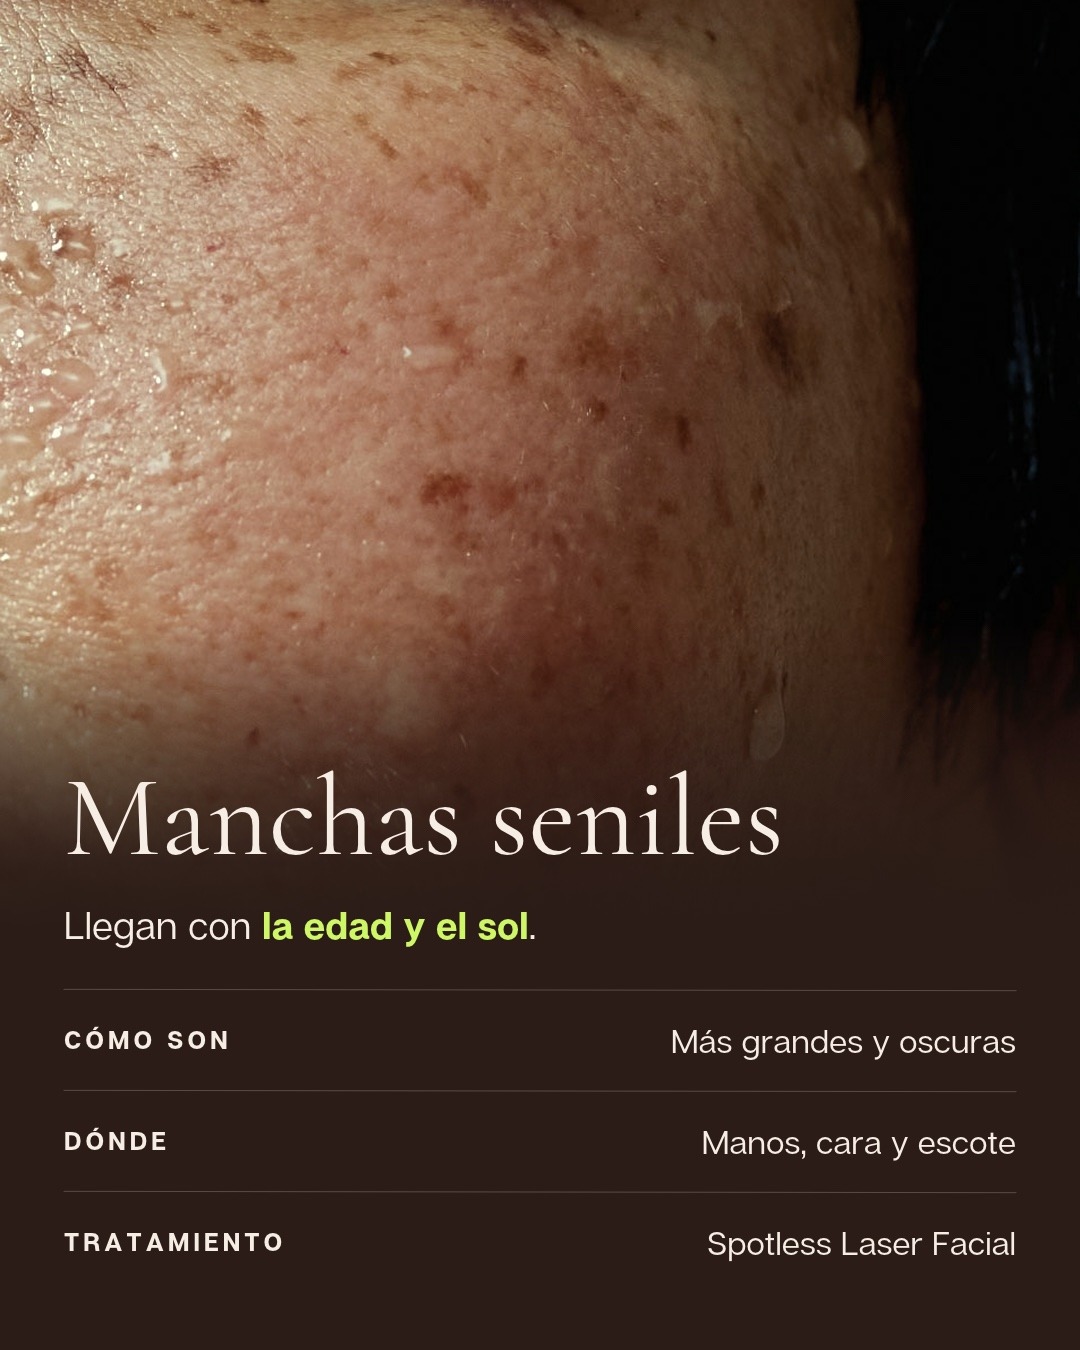 Manchas seniles
Llegan con la edad y el sol.
CÓMO SON
Más grandes y oscuras
DÓNDE
Manos, cara y escote
TRATAMIENTO
Spotless Laser Facial